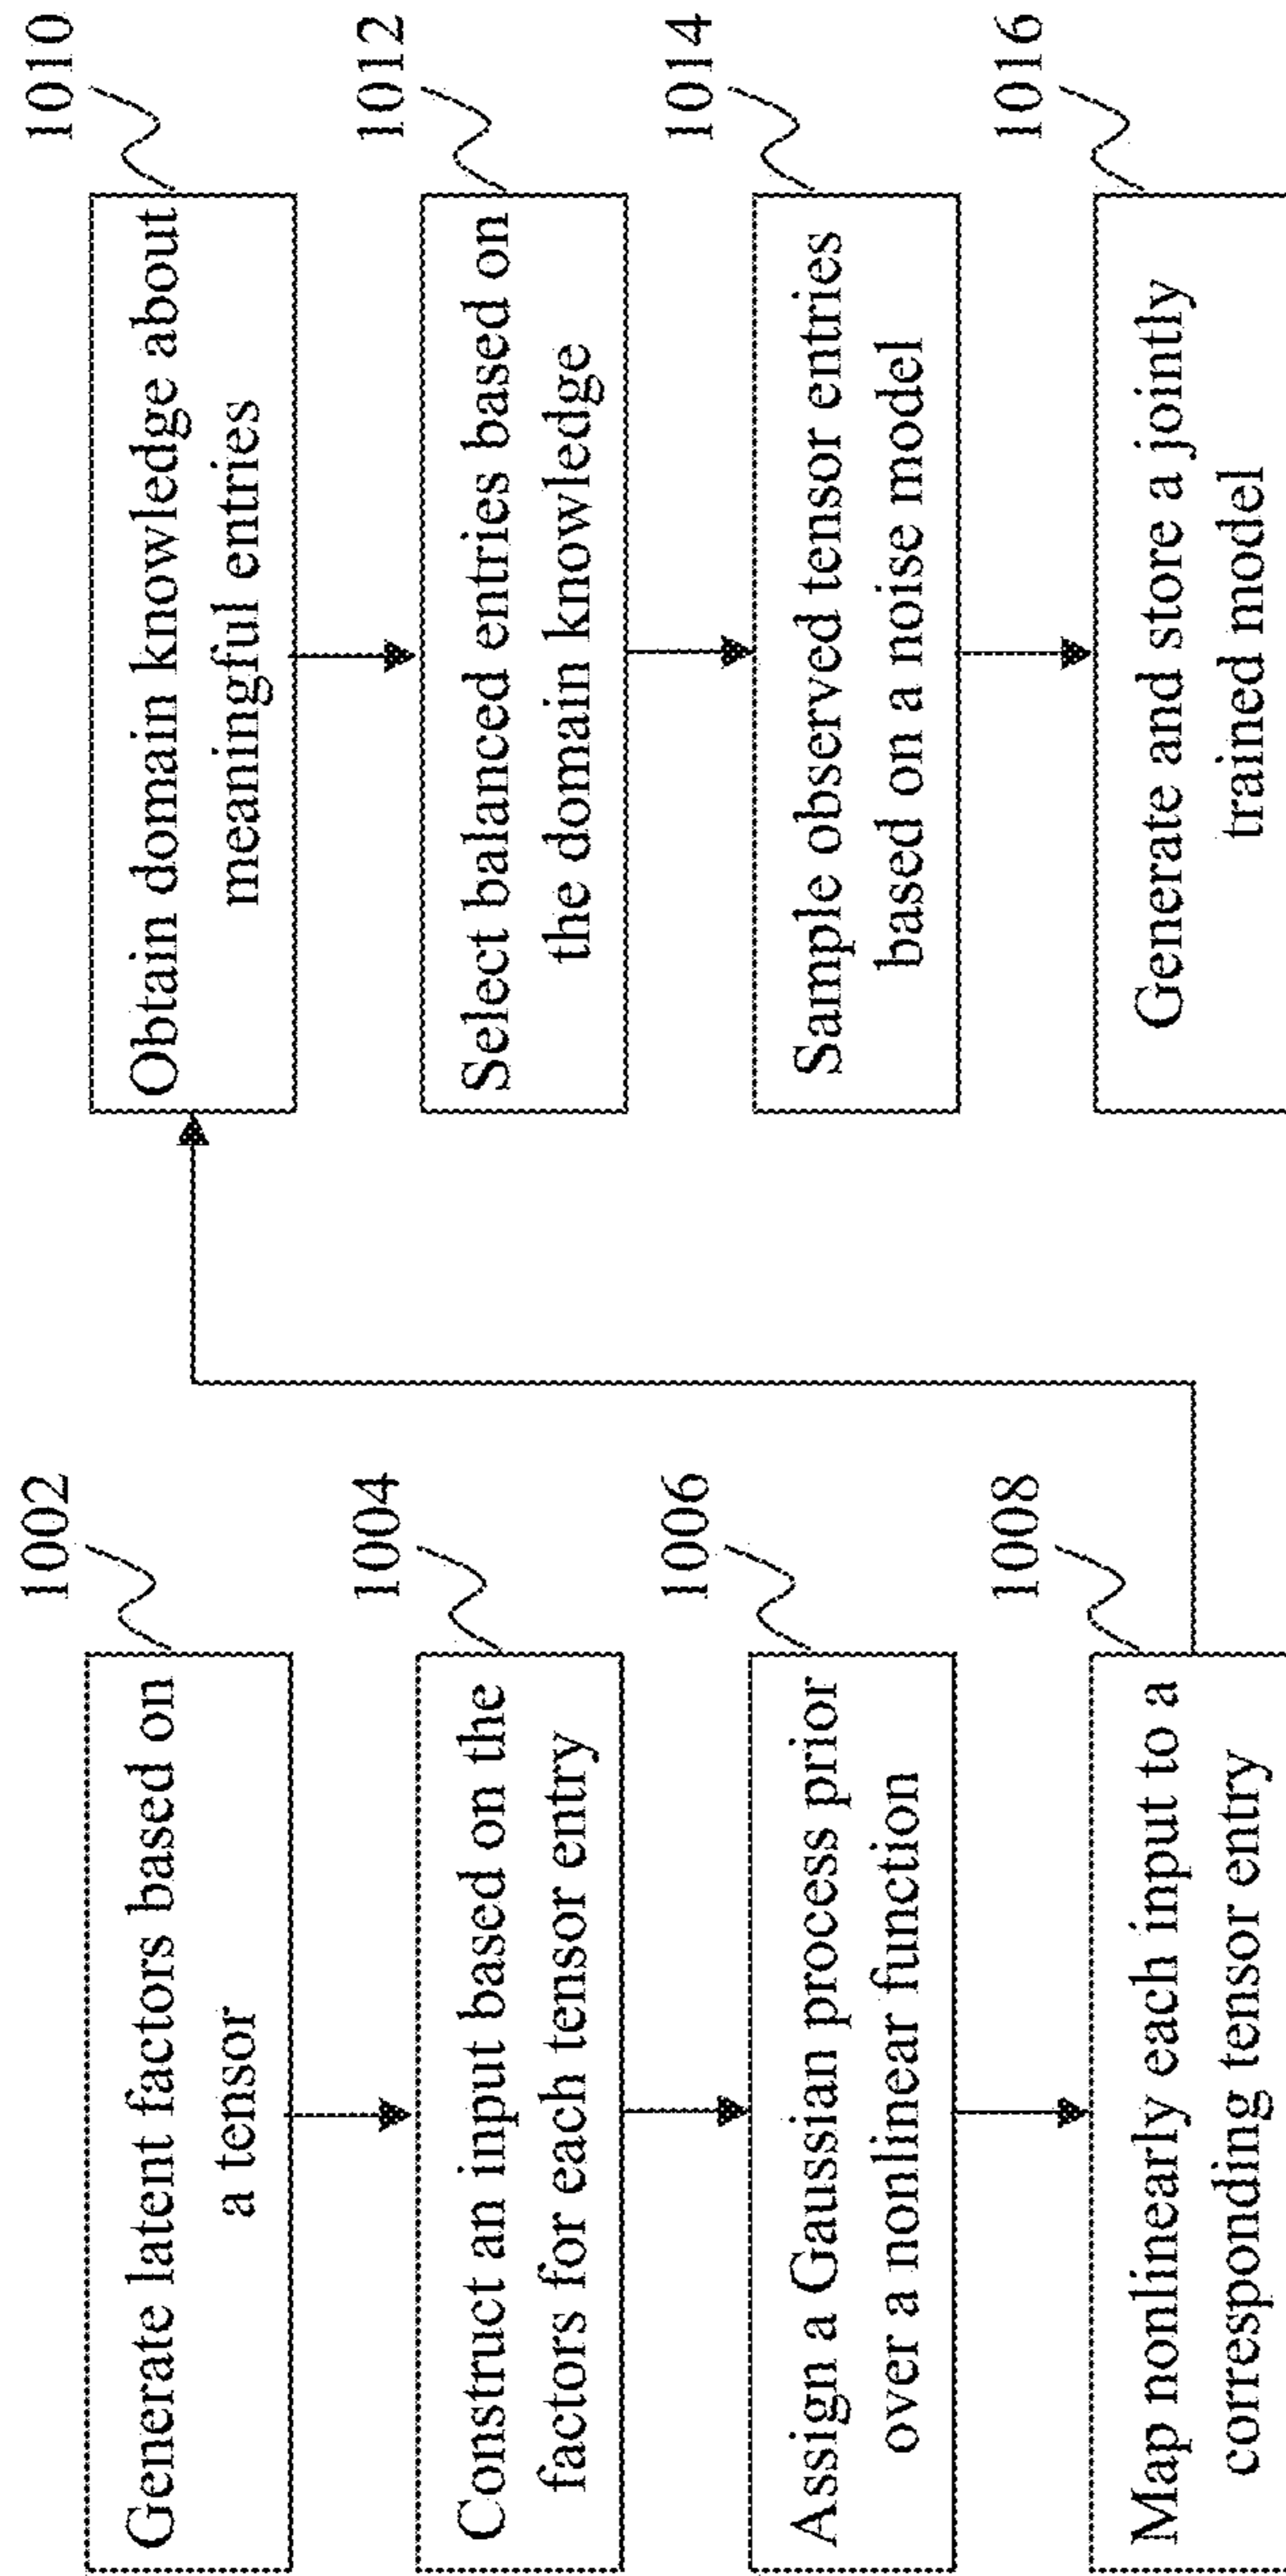 1002
Generate latent factors based on
a tensor
1004
Construct an input based on the
factors for each tensor entry
1006
Assign a Gaussian process prior
over a nonlinear function
1008
Map nonlinearly each input to a
corresponding tensor entry
1010
Obtain domain knowledge about
meaningful entries
1012
Select balanced entries based on
the domain knowledge
1014
Sample observed tensor entries
based on a noise model
1016
Generate and store a jointly
trained model